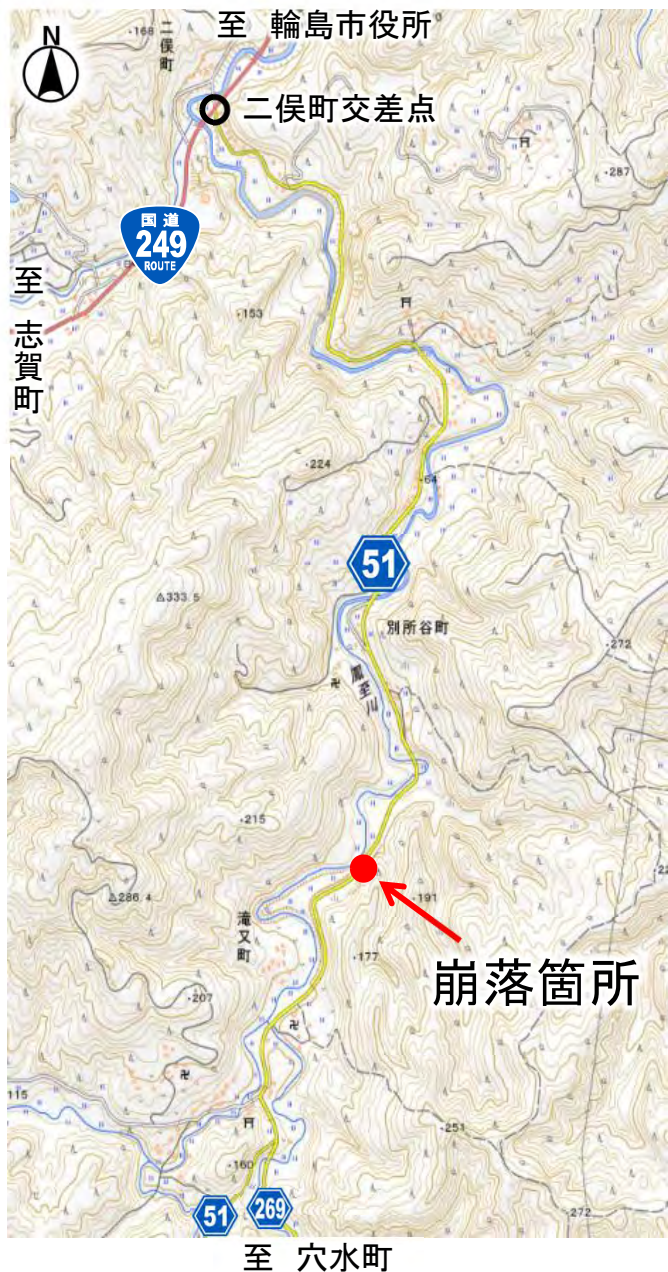 N
・168
二俣町
至 輪島市役所
二俣町交差点
・287
国道
249
ROUTE
至 志賀町
・153
・224
・64
51
△333.5
別所谷町
・272
鳳至川
・215
△286.4
・191
滝又町
崩落箇所
・177
・207
115
・251
・160
51
269
・272
至 穴水町